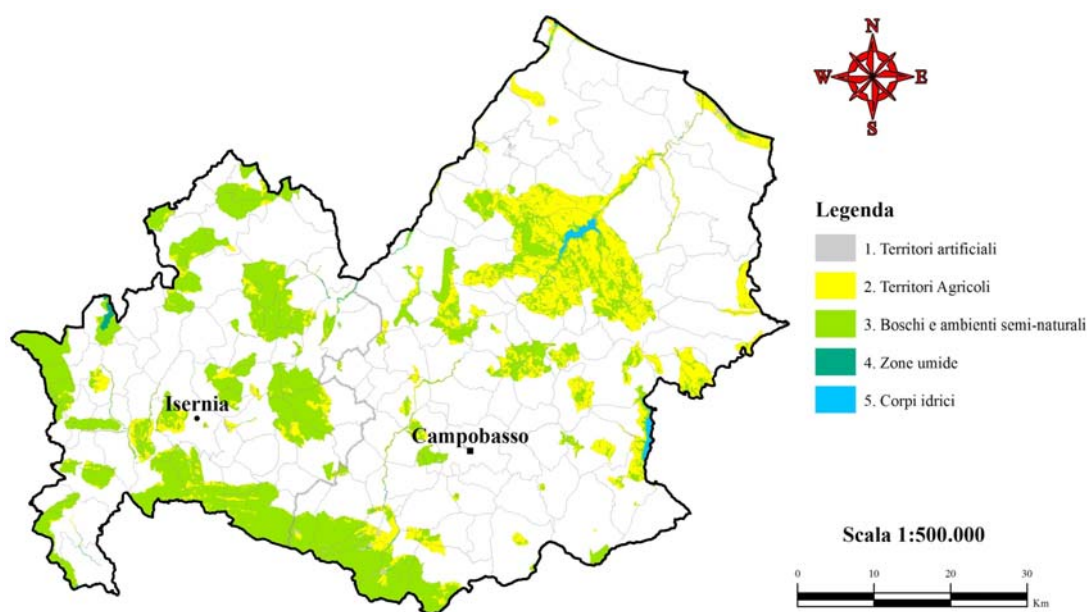 N
W
E
S
Legenda
1. Territori artificiali
2. Territori Agricoli
3. Boschi e ambienti semi-naturali
4. Zone umide
5. Corpi idrici
Isernia
Campobasso
Scala 1:500.000
0 10 20 30
Km